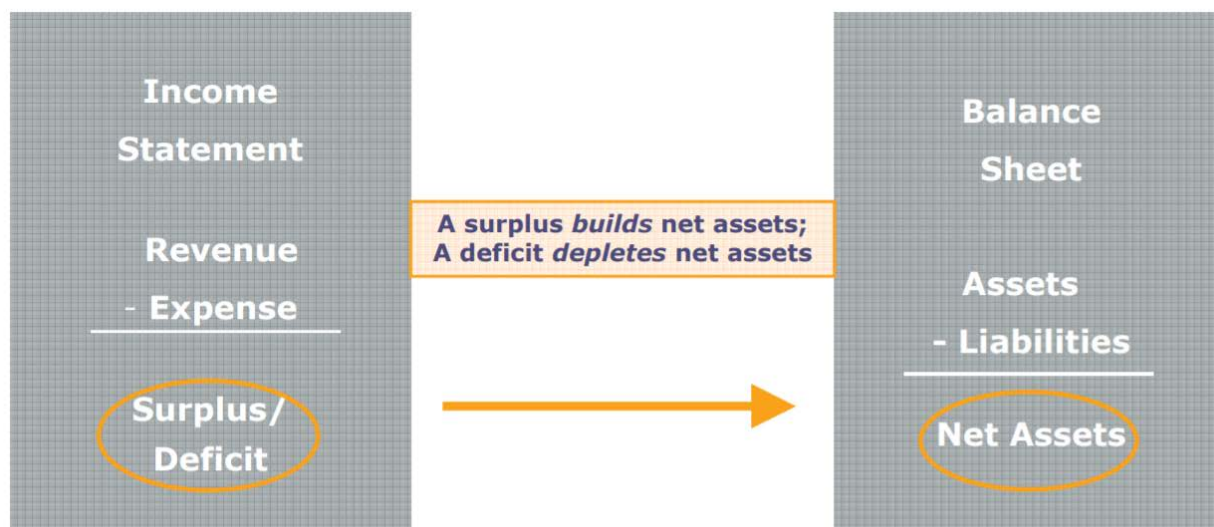 Income
Statement
Revenue
- Expense
Surplus/
Deficit
A surplus builds net assets;
A deficit depletes net assets
Balance
Sheet
Assets
- Liabilities
Net Assets